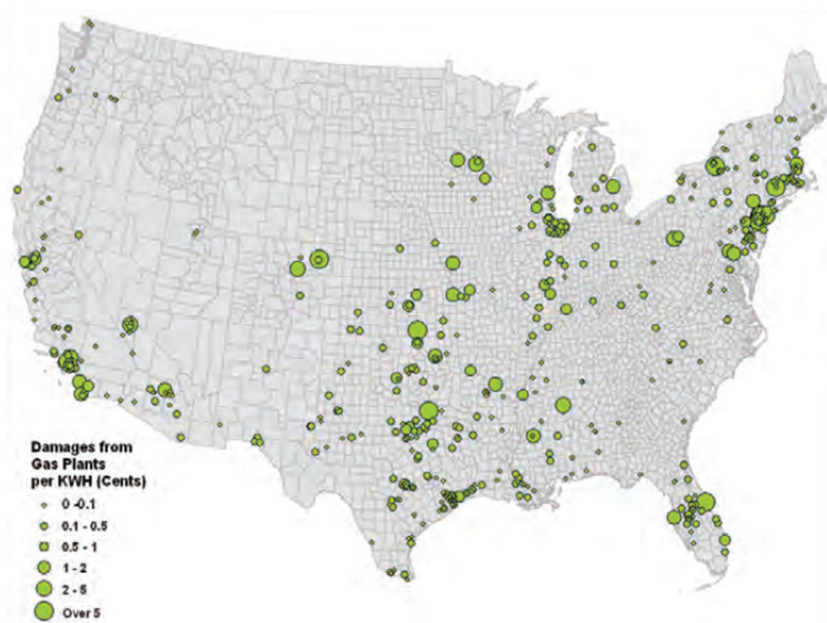 Damages from
Gas Plants
per KWH (Cents)
0 -0.1
0.1 - 0.5
0.5 - 1
1 - 2
2 - 5
Over 5